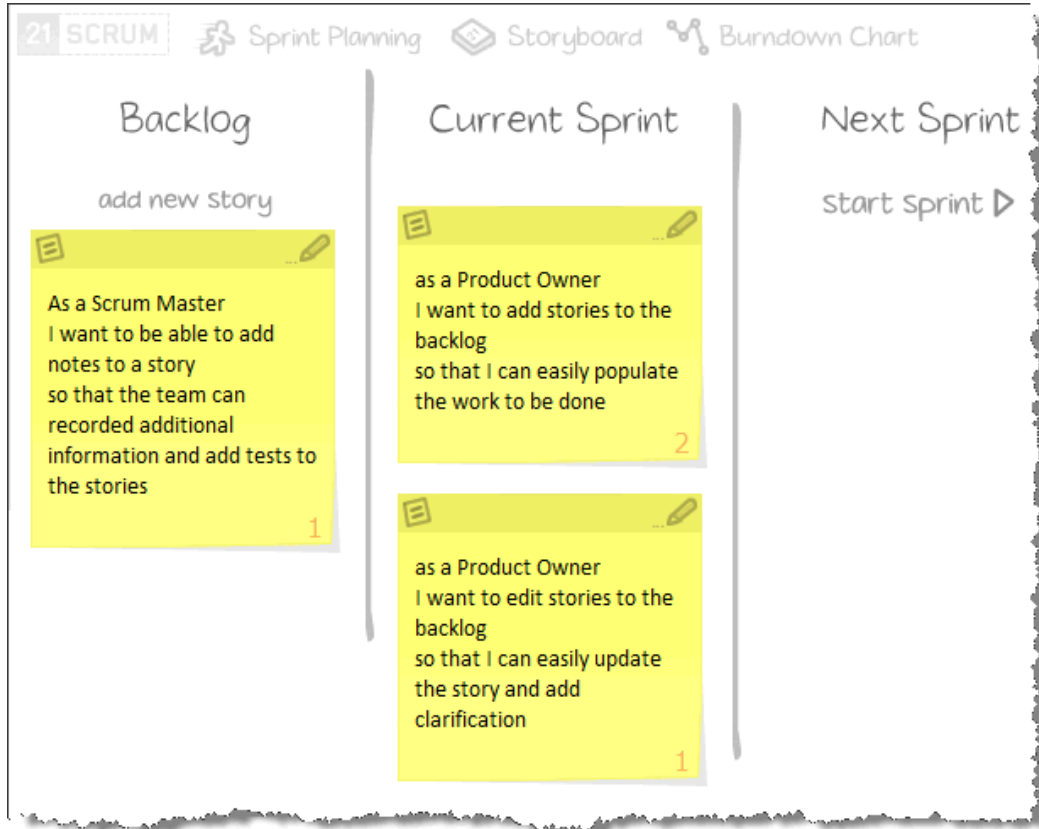 21 SCRUM Sprint Planning Storyboard Burndown Chart
Backlog
add new story
As a Scrum Master
I want to be able to add
notes to a story
so that the team can
recorded additional
information and add tests to
the stories
1
Current Sprint
as a Product Owner
I want to add stories to the
backlog
so that I can easily populate
the work to be done
2
as a Product Owner
I want to edit stories to the
backlog
so that I can easily update
the story and add
clarification
1
Next Sprint
start sprint